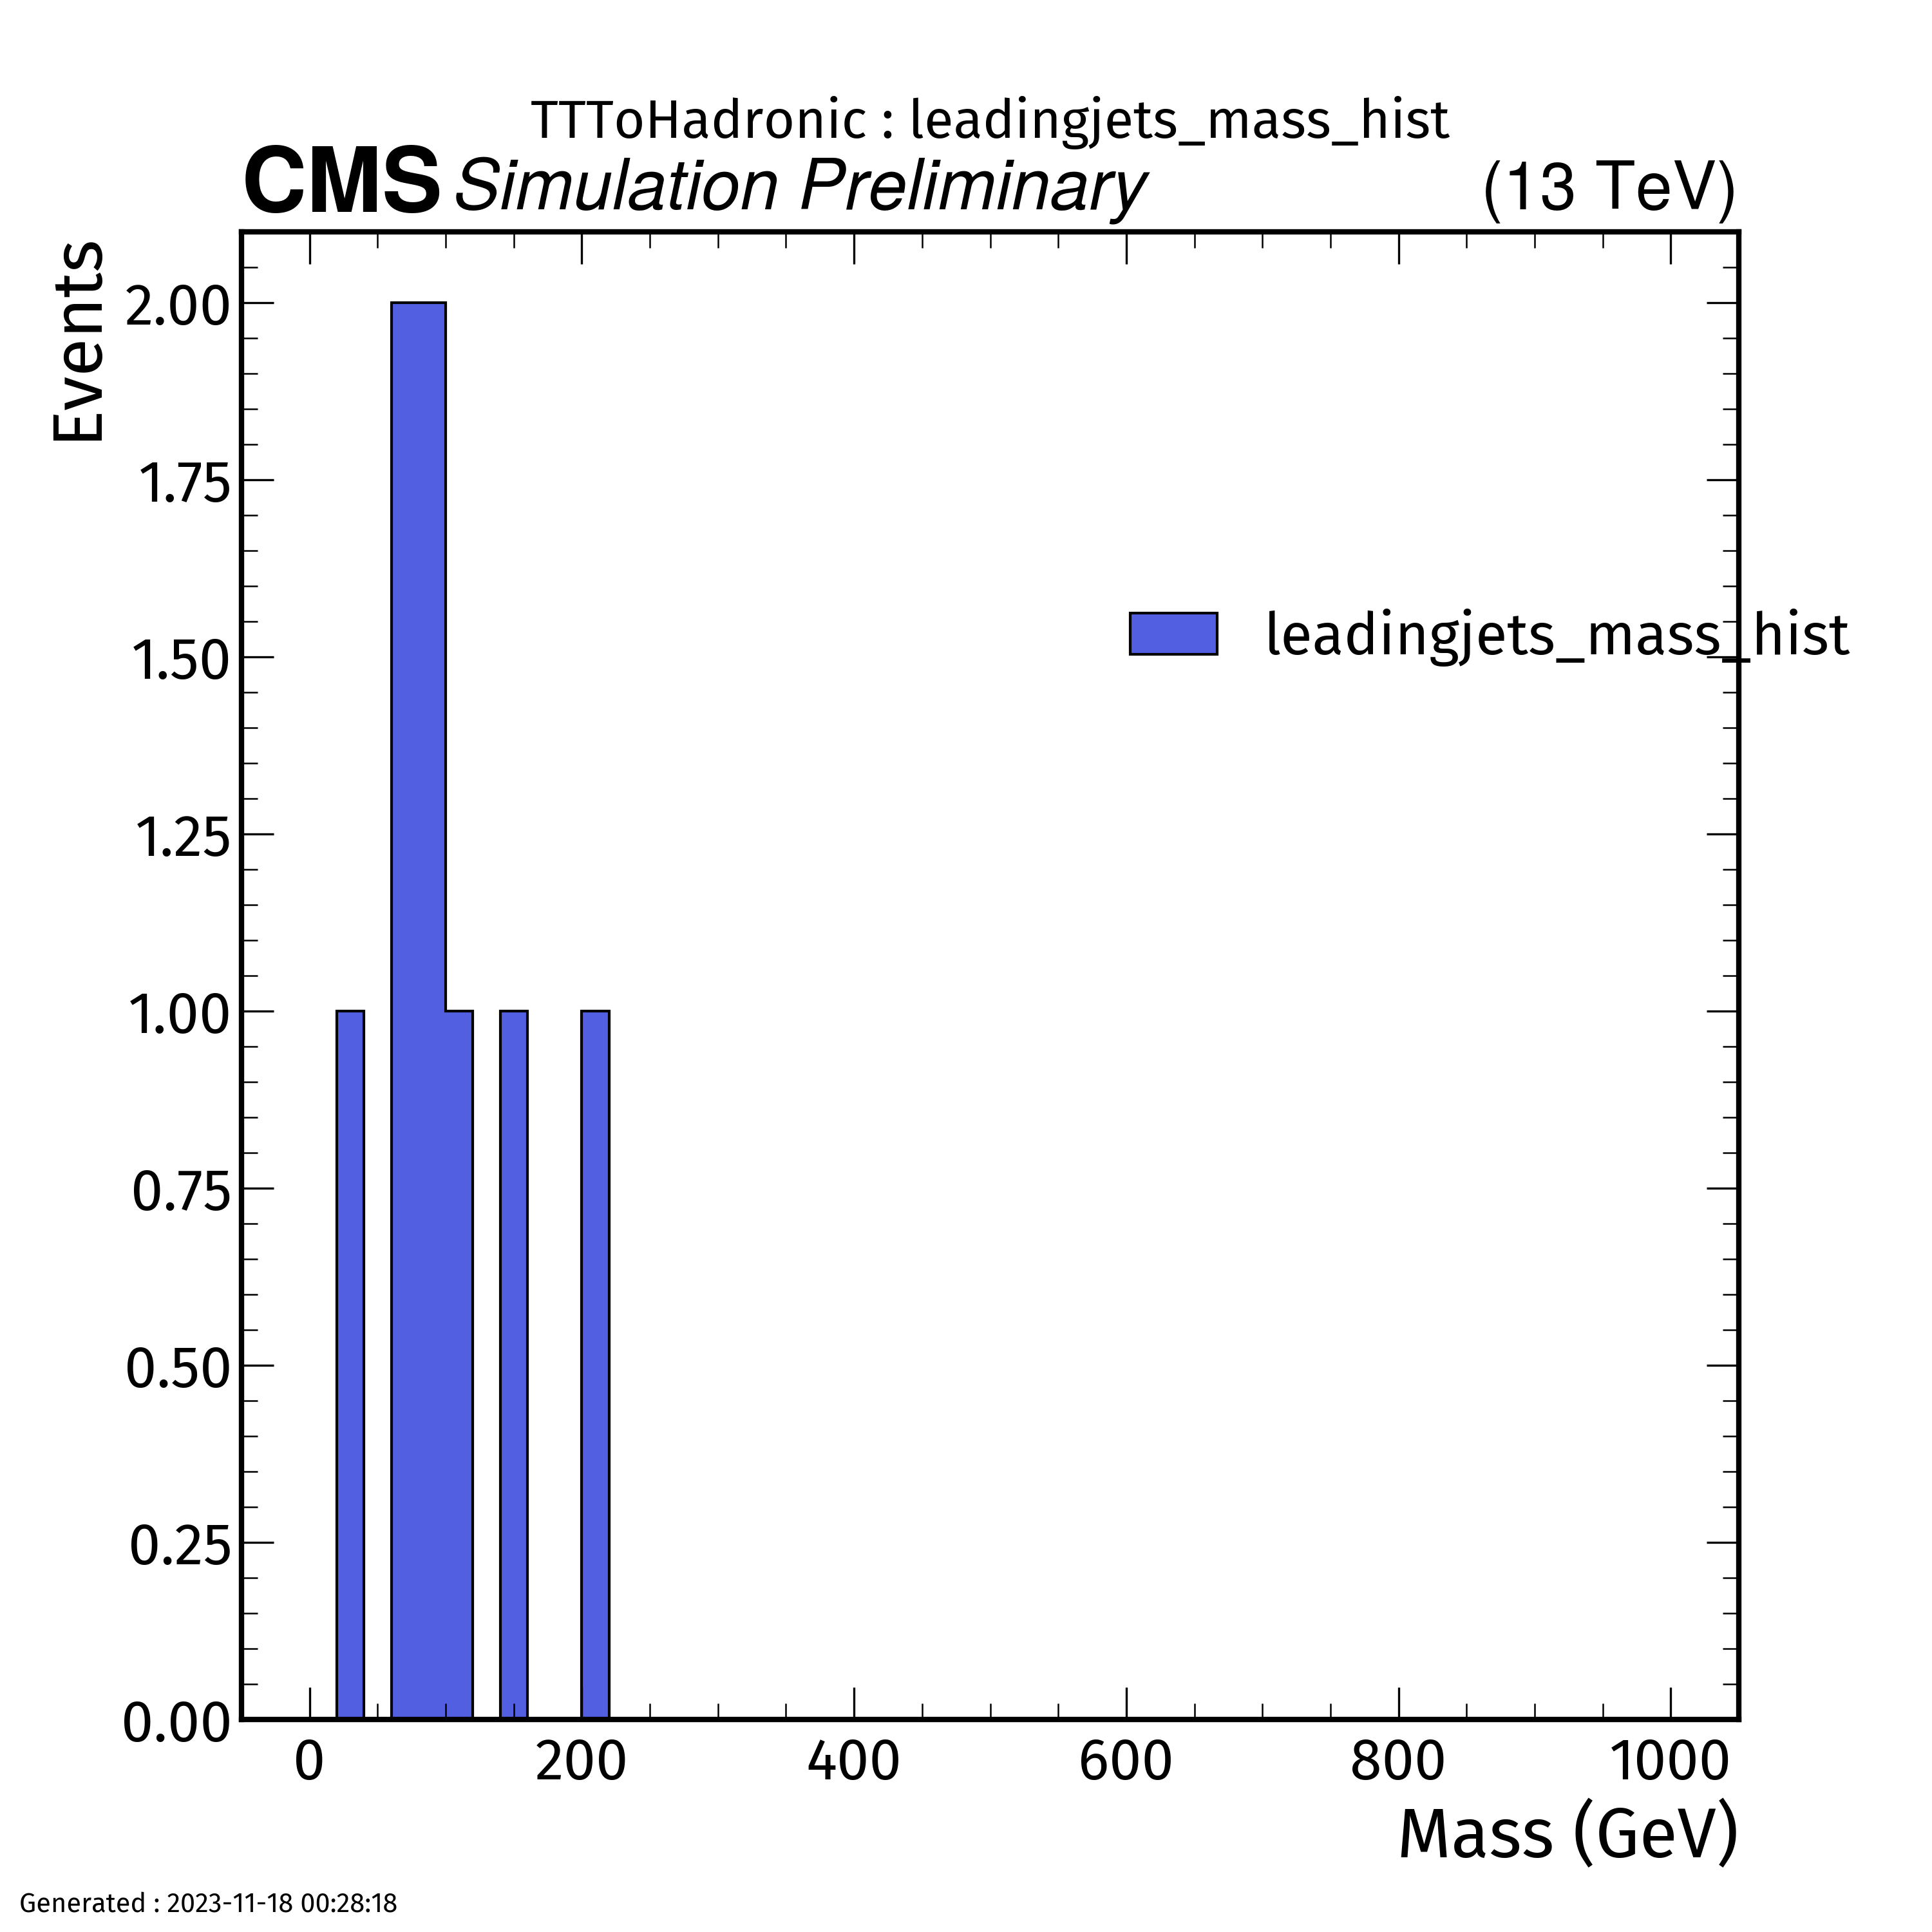 TTToHadronic : leadingjets_mass_hist
CMS Simulation Preliminary (13 TeV)
Events
2.00
1.75
1.50
1.25
1.00
0.75
0.50
0.25
0.00
leadingjets_mass_hist
0 200 400 600 800 1000
Mass (GeV)
Generated : 2023-11-18 00:28:18